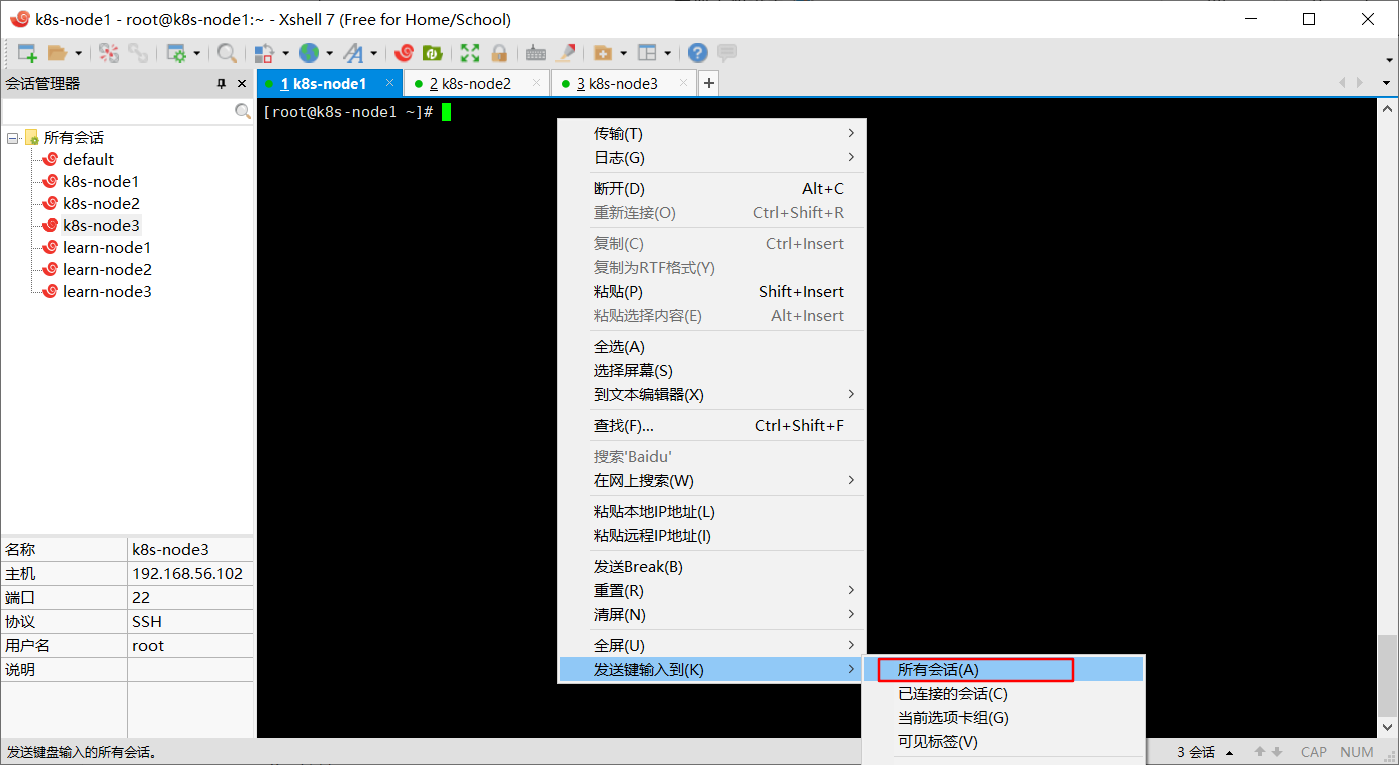 k8s-node1 - root@k8s-node1:~ - Xshell 7 (Free for Home/School)
会话管理器
1 k8s-node1
2 k8s-node2
3 k8s-node3
[root@k8s-node1 ~]#
所有会话
default
k8s-node1
k8s-node2
k8s-node3
learn-node1
learn-node2
learn-node3
名称 k8s-node3
主机 192.168.56.102
端口 22
协议 SSH
用户名 root
说明
传输(T)
日志(G)
断开(D) Alt+C
重新连接(O) Ctrl+Shift+R
复制(C) Ctrl+Insert
复制为RTF格式(Y)
粘贴(P) Shift+Insert
粘贴选择内容(E) Alt+Insert
全选(A)
选择屏幕(S)
到文本编辑器(X)
查找(F)... Ctrl+Shift+F
搜索'Baidu'
在网上搜索(W)
粘贴本地IP地址(L)
粘贴远程IP地址(I)
发送Break(B)
重置(R)
清屏(N)
全屏(U)
发送键输入到(K)
所有会话(A)
已连接的会话(C)
当前选项卡组(G)
可见标签(V)
发送键盘输入的所有会话。
3 会话
CAP NUM